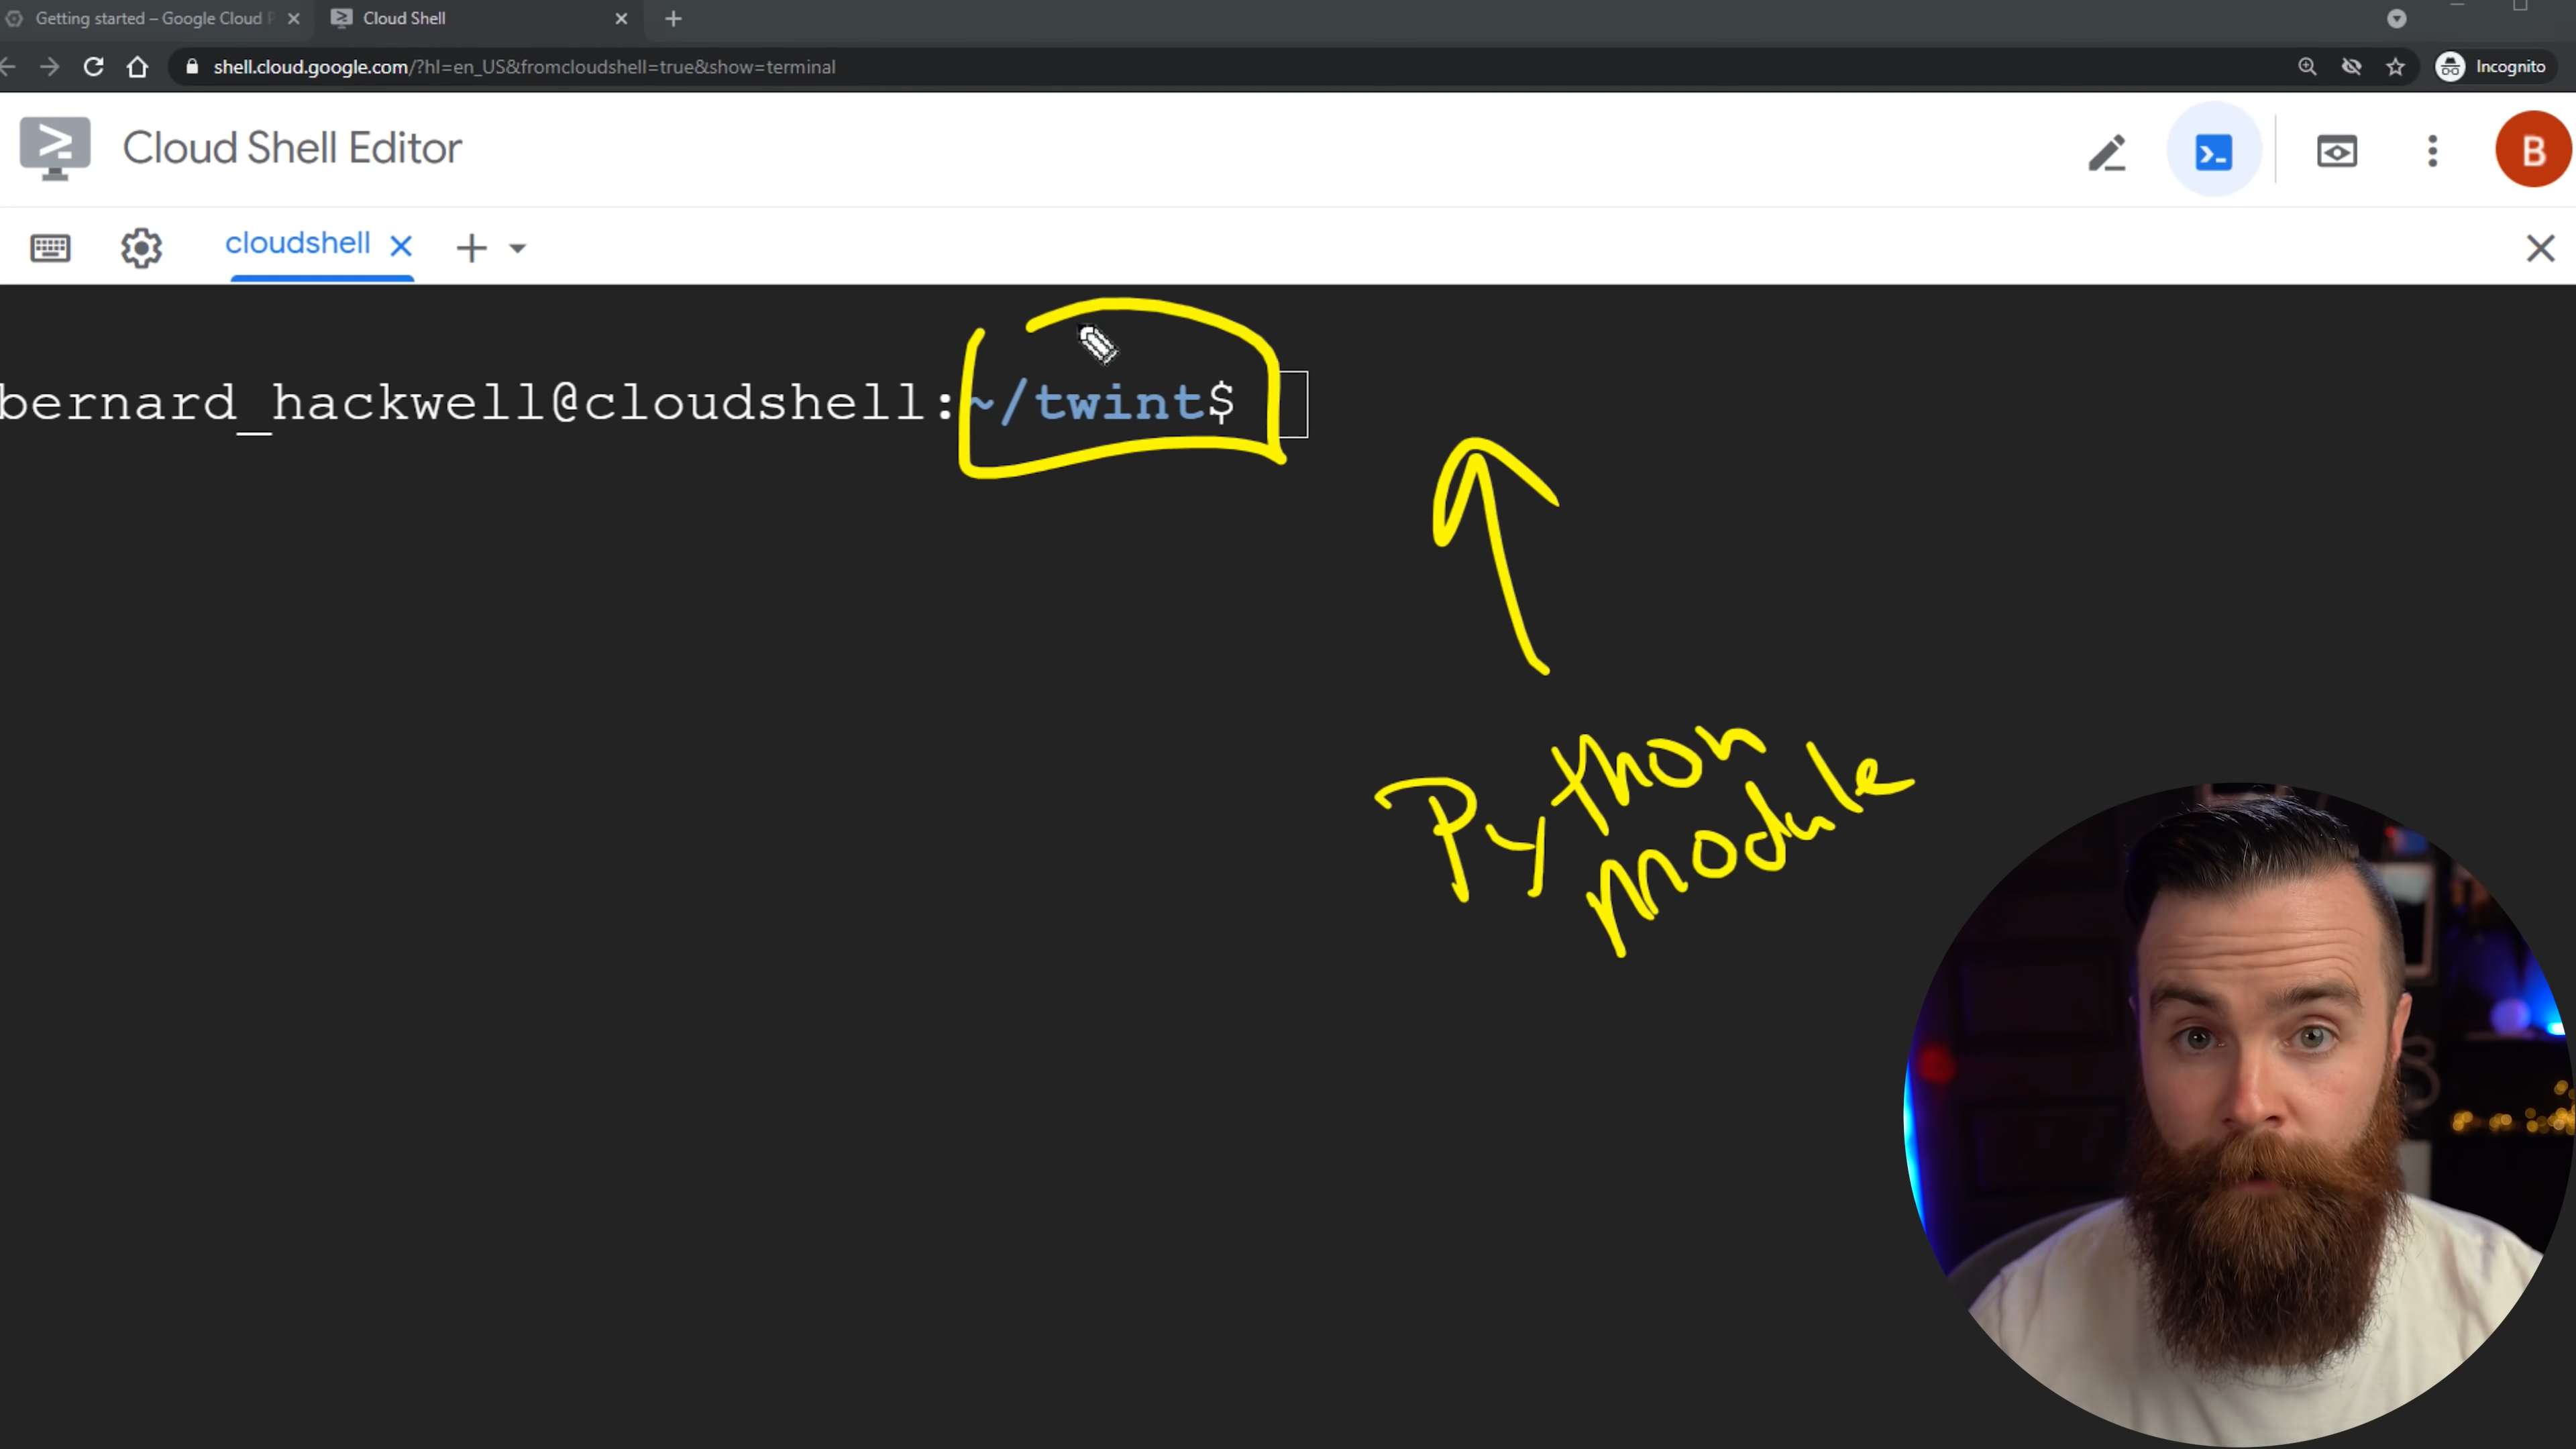 Getting started – Google Cloud P
Cloud Shell
shell.cloud.google.com/?hl=en_US&fromcloudshell=true&show=terminal
Incognito
Cloud Shell Editor
B
cloudshell
bernard_hackwell@cloudshell:~/twint$
Python
module